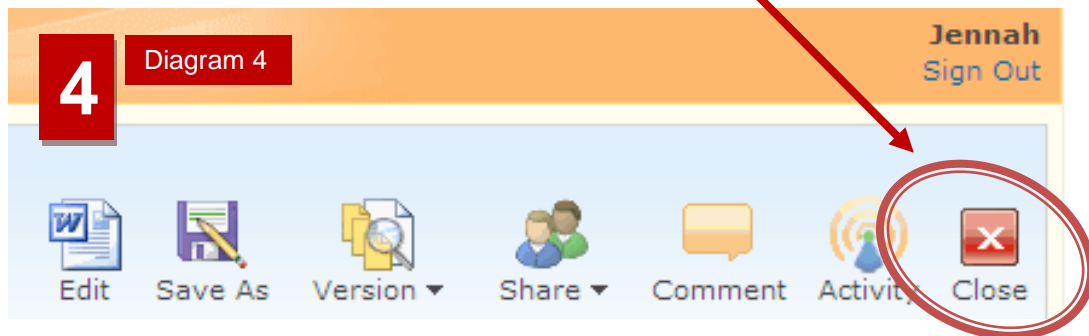 4
Diagram 4
Jennah
Sign Out
W
Edit Save As Version Share Comment Activity Close